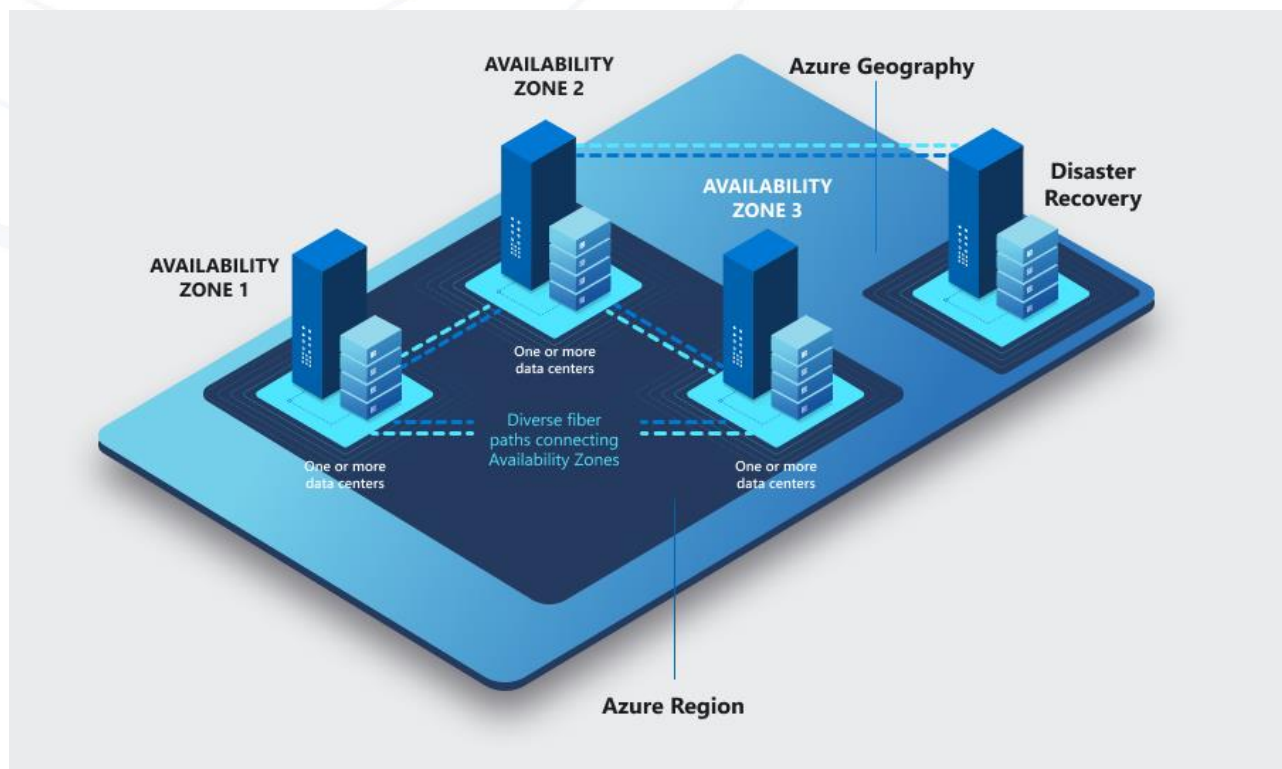 AVAILABILITY
ZONE 2
Azure Geography
Disaster
Recovery
AVAILABILITY
ZONE 3
AVAILABILITY
ZONE 1
One or more
data centers
Diverse fiber
paths connecting
Availability Zones
One or more
data centers
One or more
data centers
Azure Region